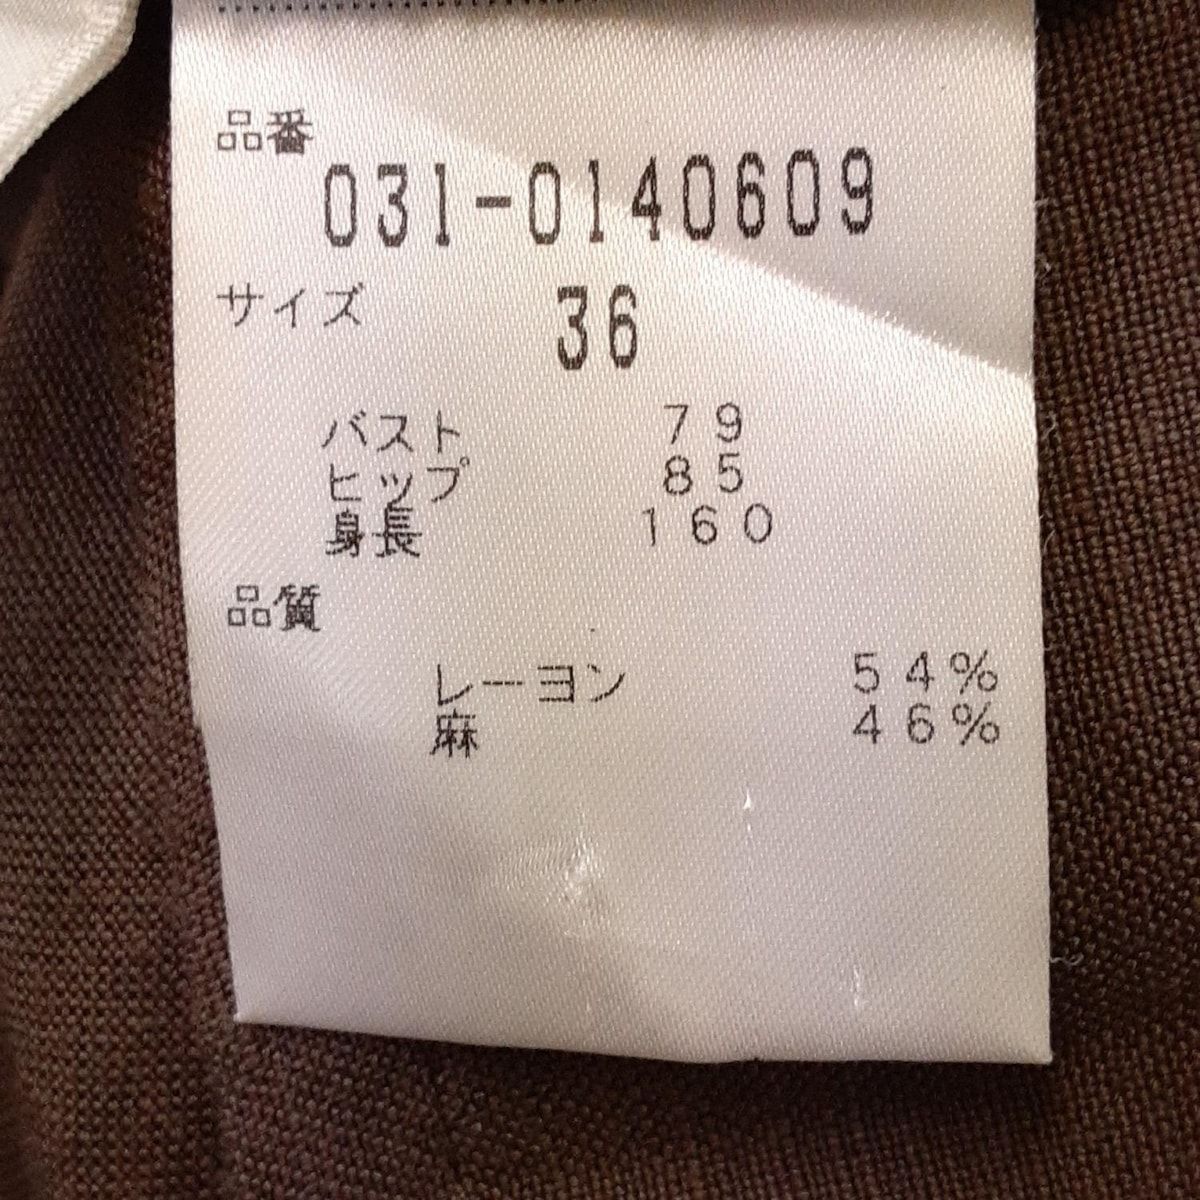 品番
031-0140609
サイズ 36
バスト 79
ヒップ 85
身長 160
品質
レーヨン 54%
麻 46%